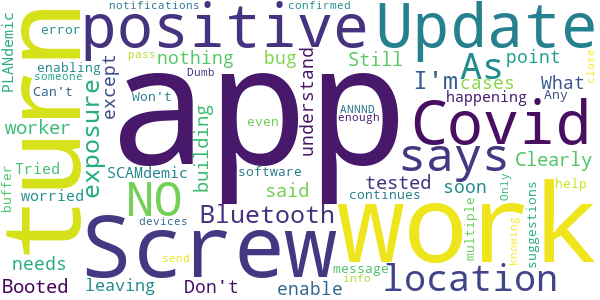 notifications
confirmed
PLANdemic
error
turn
positive
Update
enabling
someone
pass
nothing
bug
Still
As
point
close
Can't
exposure
except
Dumb
app
understand
I'm
cases
What
Won't
ANNND
happening
Any
worker
building
even
enough
Covid
Tried
SCAMdemic
software
says
Clearly
buffer
worried
NO
said
tested
soon
Only
help
continues
Bluetooth
work
multiple
knowing
suggestions
needs
Screw
devices
message
location
send
info
Booted
leaving
Don't
enable